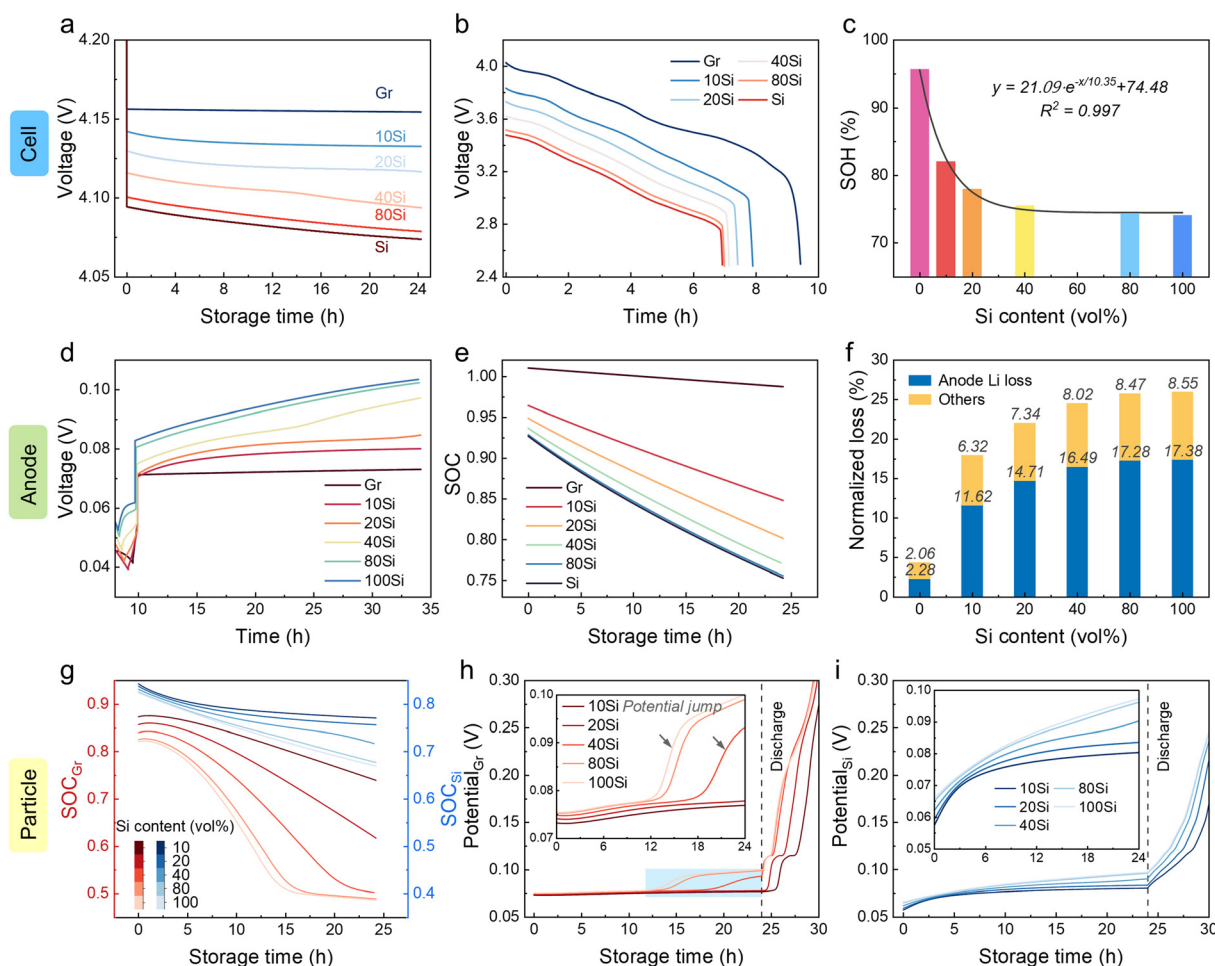 Cell
a
4.20
4.15
4.10
4.05
Voltage (V)
Gr
10Si
20Si
40Si
80Si
Si
0 4 8 12 16 20 24
Storage time (h)
b
4.0
3.6
3.2
2.8
2.4
Voltage (V)
Gr 40Si
10Si 80Si
20Si Si
0 2 4 6 8 10
Time (h)
c
100
95
90
85
80
75
70
SOH (%)
y = 21.09·e^-x/10.35+74.48
R² = 0.997
0 20 40 60 80 100
Si content (vol%)
Anode
d
0.10
0.08
0.06
0.04
Voltage (V)
Gr
10Si
20Si
40Si
80Si
100Si
10 15 20 25 30 35
Time (h)
e
1.00
0.95
0.90
0.85
0.80
0.75
SOC
Gr
10Si
20Si
40Si
80Si
Si
0 5 10 15 20 25
Storage time (h)
f
30
25
20
15
10
5
0
Normalized loss (%)
Anode Li loss
Others
2.06
2.28
6.32
11.62
7.34
14.71
8.02
16.49
8.47
17.28
8.55
17.38
0 10 20 40 80 100
Si content (vol%)
Particle
g
0.9
0.8
0.7
0.6
0.5
SOC_Gr
0.8
0.7
0.6
0.5
0.4
SOC_Si
Si content (vol%)
10
20
40
80
100
0 5 10 15 20 25
Storage time (h)
h
0.30
0.25
0.20
0.15
0.10
0.05
Potential_Gr (V)
0.10
0.09
0.08
0.07
10Si
20Si
40Si
80Si
100Si
Potential jump
0 6 12 18 24
Discharge
0 5 10 15 20 25 30
Storage time (h)
i
0.30
0.25
0.20
0.15
0.10
0.05
Potential_Si (V)
0.10
0.09
0.08
0.07
0.06
0.05
10Si 80Si
20Si 100Si
40Si
0 6 12 18 24
Discharge
0 5 10 15 20 25 30
Storage time (h)